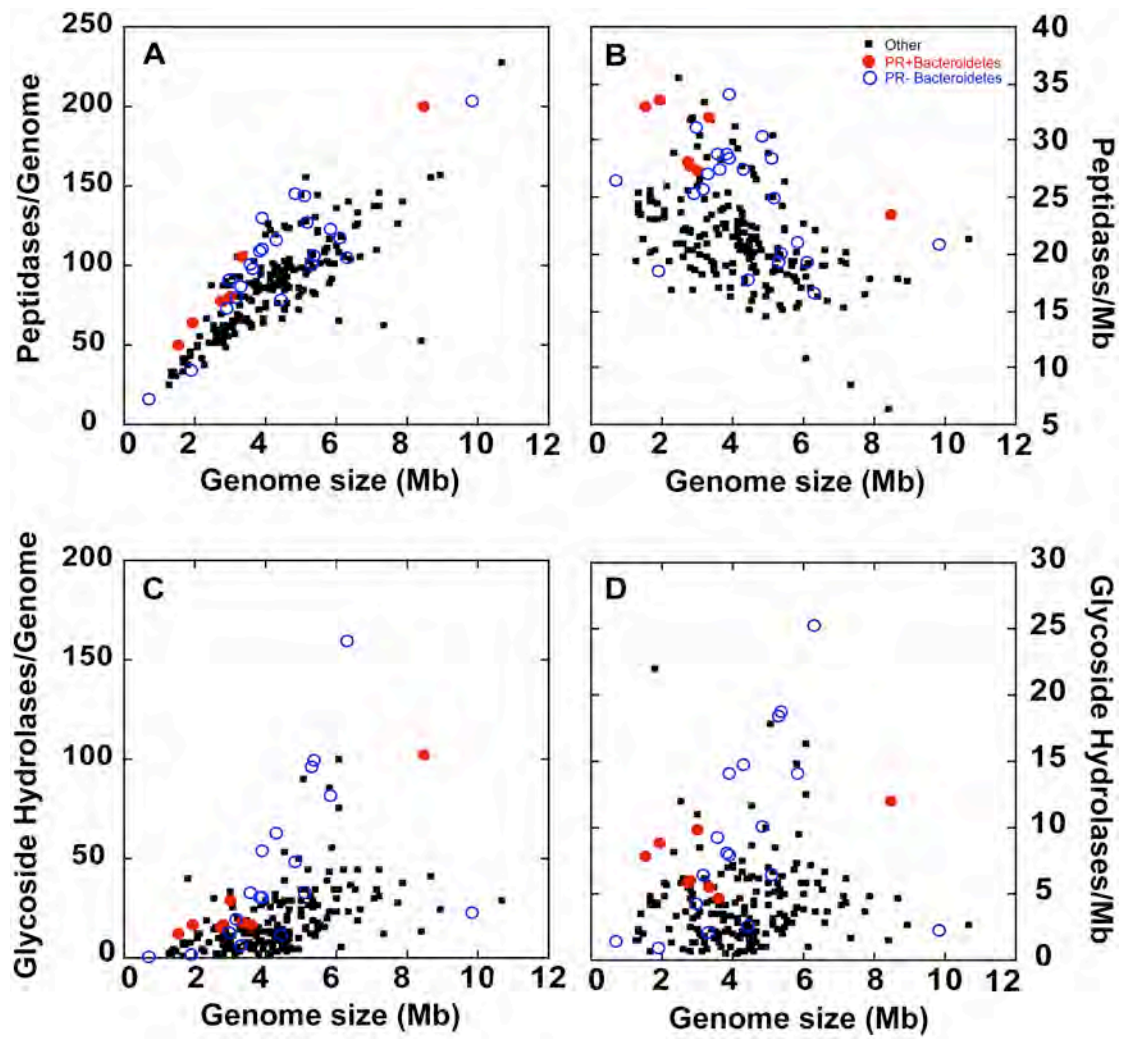 A
Peptidases/Genome
250
200
150
100
50
0
0 2 4 6 8 10 12
Genome size (Mb)
B
Other
PR+Bacteroidetes
PR- Bacteroidetes
40
35
30
25
20
15
10
5
Peptidases/Mb
0 2 4 6 8 10 12
Genome size (Mb)
C
Glycoside Hydrolases/Genome
200
150
100
50
0
0 2 4 6 8 10 12
Genome size (Mb)
D
30
25
20
15
10
5
0
Glycoside Hydrolases/Mb
0 2 4 6 8 10 12
Genome size (Mb)